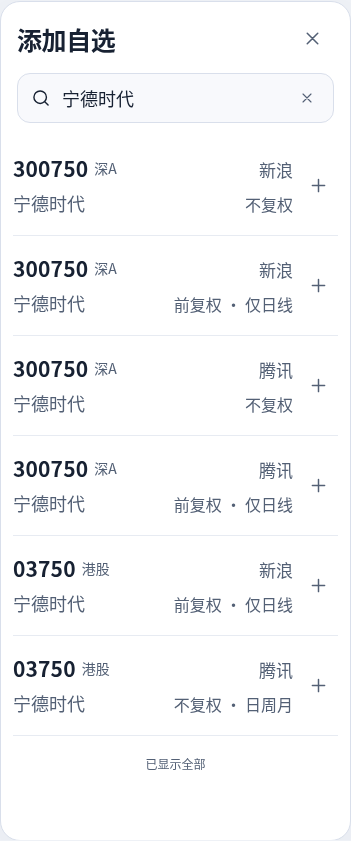 添加自选
宁德时代
300750 深A 新浪
宁德时代 不复权
300750 深A 新浪
宁德时代 前复权 · 仅日线
300750 深A 腾讯
宁德时代 不复权
300750 深A 腾讯
宁德时代 前复权 · 仅日线
03750 港股 新浪
宁德时代 前复权 · 仅日线
03750 港股 腾讯
宁德时代 不复权 · 日周月
已显示全部